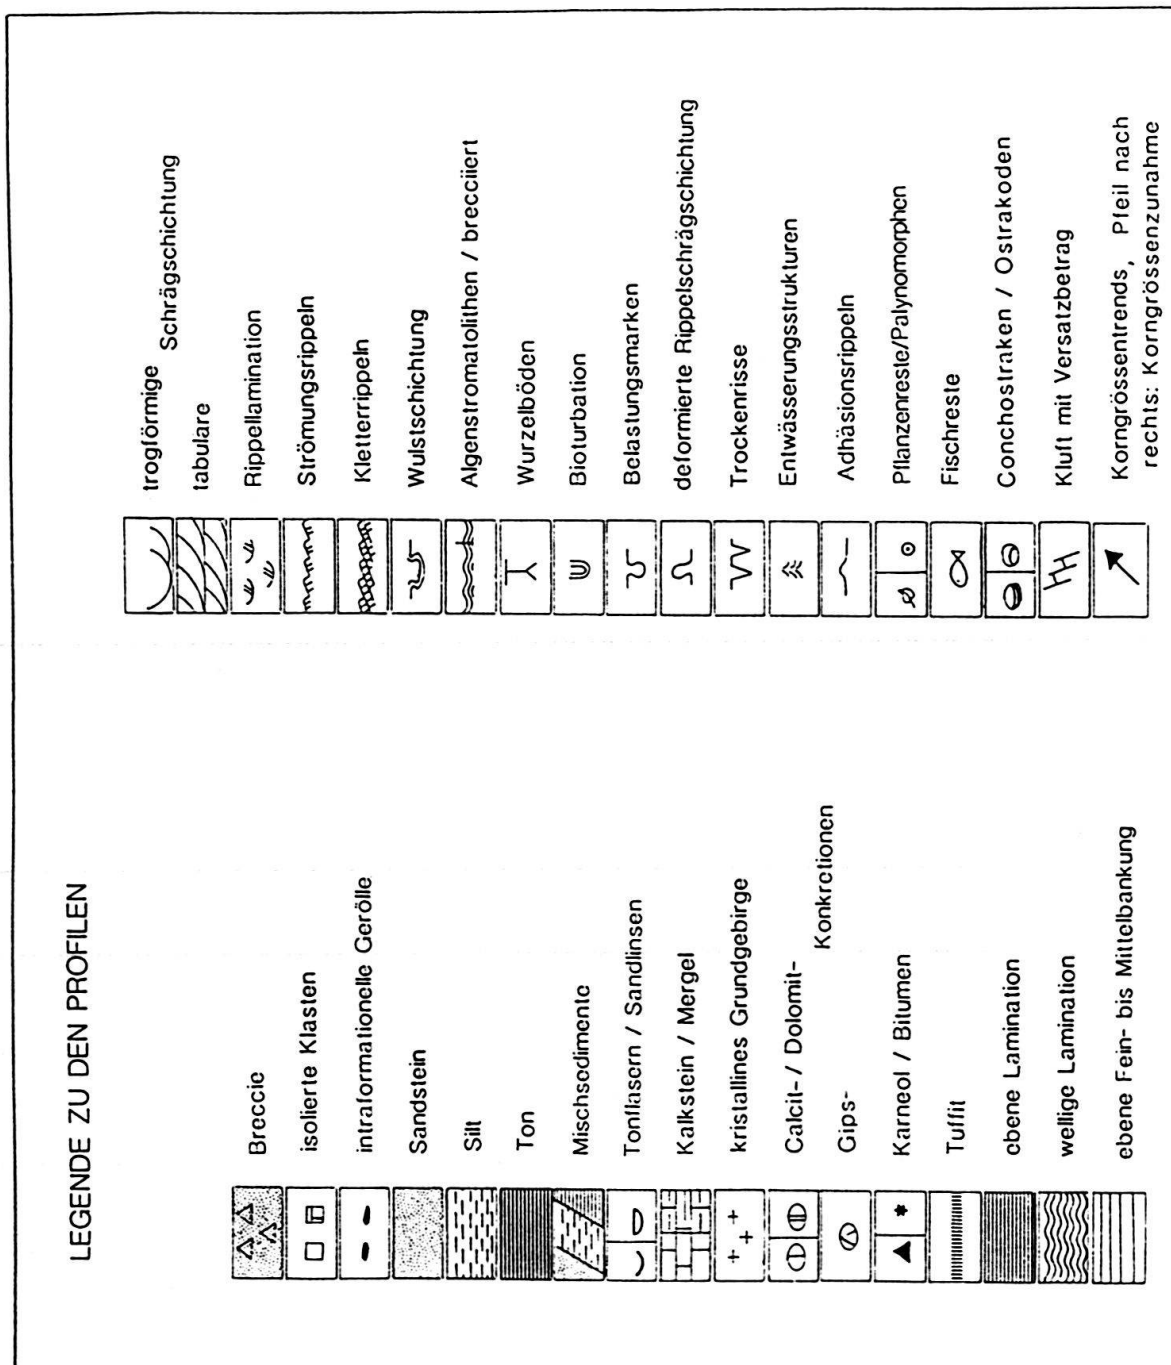 LEGENDE ZU DEN PROFILEN
Breccie
isolierte Klasten
intraformationelle Gerölle
Sandstein
Silt
Ton
Mischsedimente
Tonflasern / Sandlinsen
Kalkstein / Mergel
kristallines Grundgebirge
Calcit- / Dolomit-
Konkretionen
Gips-
Karneol / Bitumen
Tuffit
ebene Lamination
wellige Lamination
ebene Fein- bis Mittelbankung
trogförmige
Schrägschichtung
tabulare
Rippellamination
Strömungsrippeln
Kletterrippeln
Wulstschichtung
Algenstromatolithen / brecciiert
Wurzelböden
Bioturbation
Belastungsmarken
deformierte Rippelschrägschichtung
Trockenrisse
Entwässerungsstrukturen
Adhäsionsrippeln
Pflanzenreste/Palynomorphen
Fischreste
Conchostraken / Ostrakoden
Kluft mit Versatzbetrag
Korngrössentrends, Pfeil nach
rechts: Korngrössenzunahme